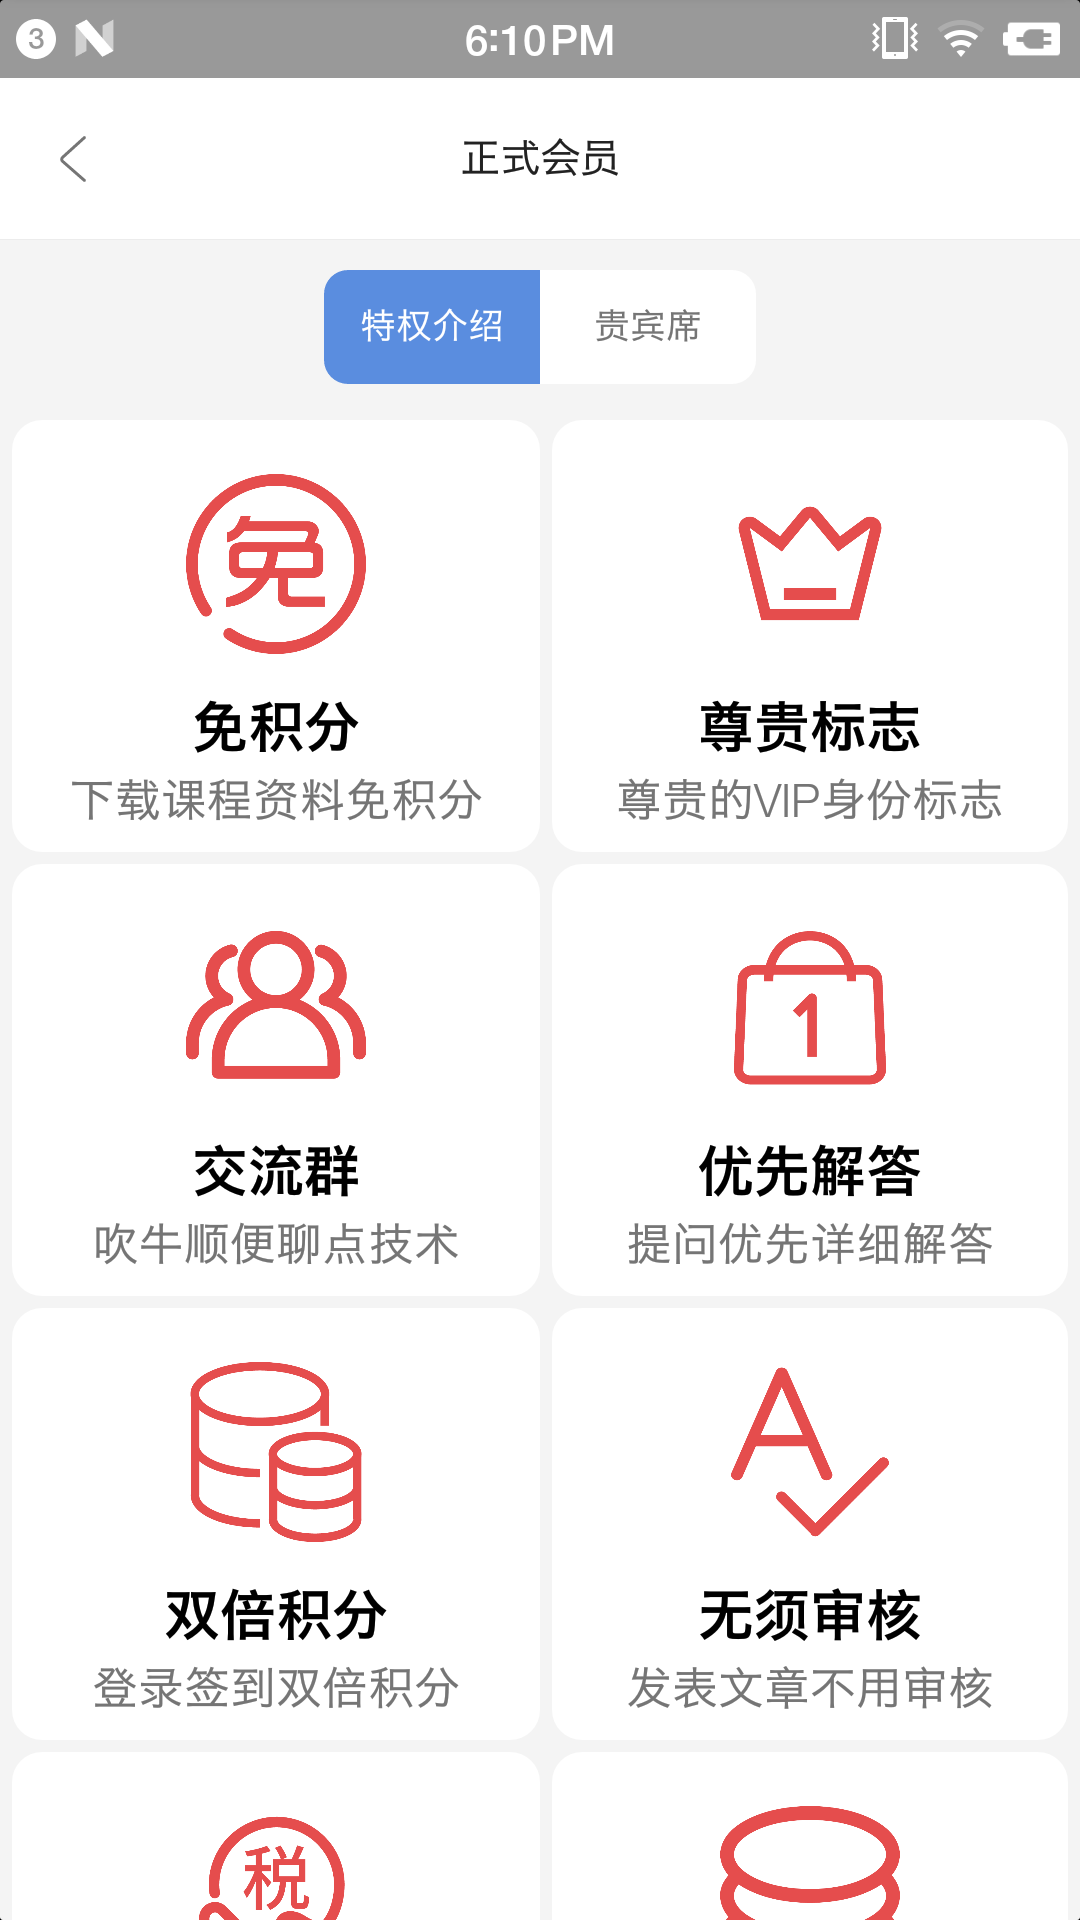 3 6:10PM
正式会员
特权介绍 贵宾席
免
免积分
下载课程资料免积分
尊贵标志
尊贵的VIP身份标志
交流群
吹牛顺便聊点技术
1
优先解答
提问优先详细解答
双倍积分
登录签到双倍积分
A
无须审核
发表文章不用审核
税